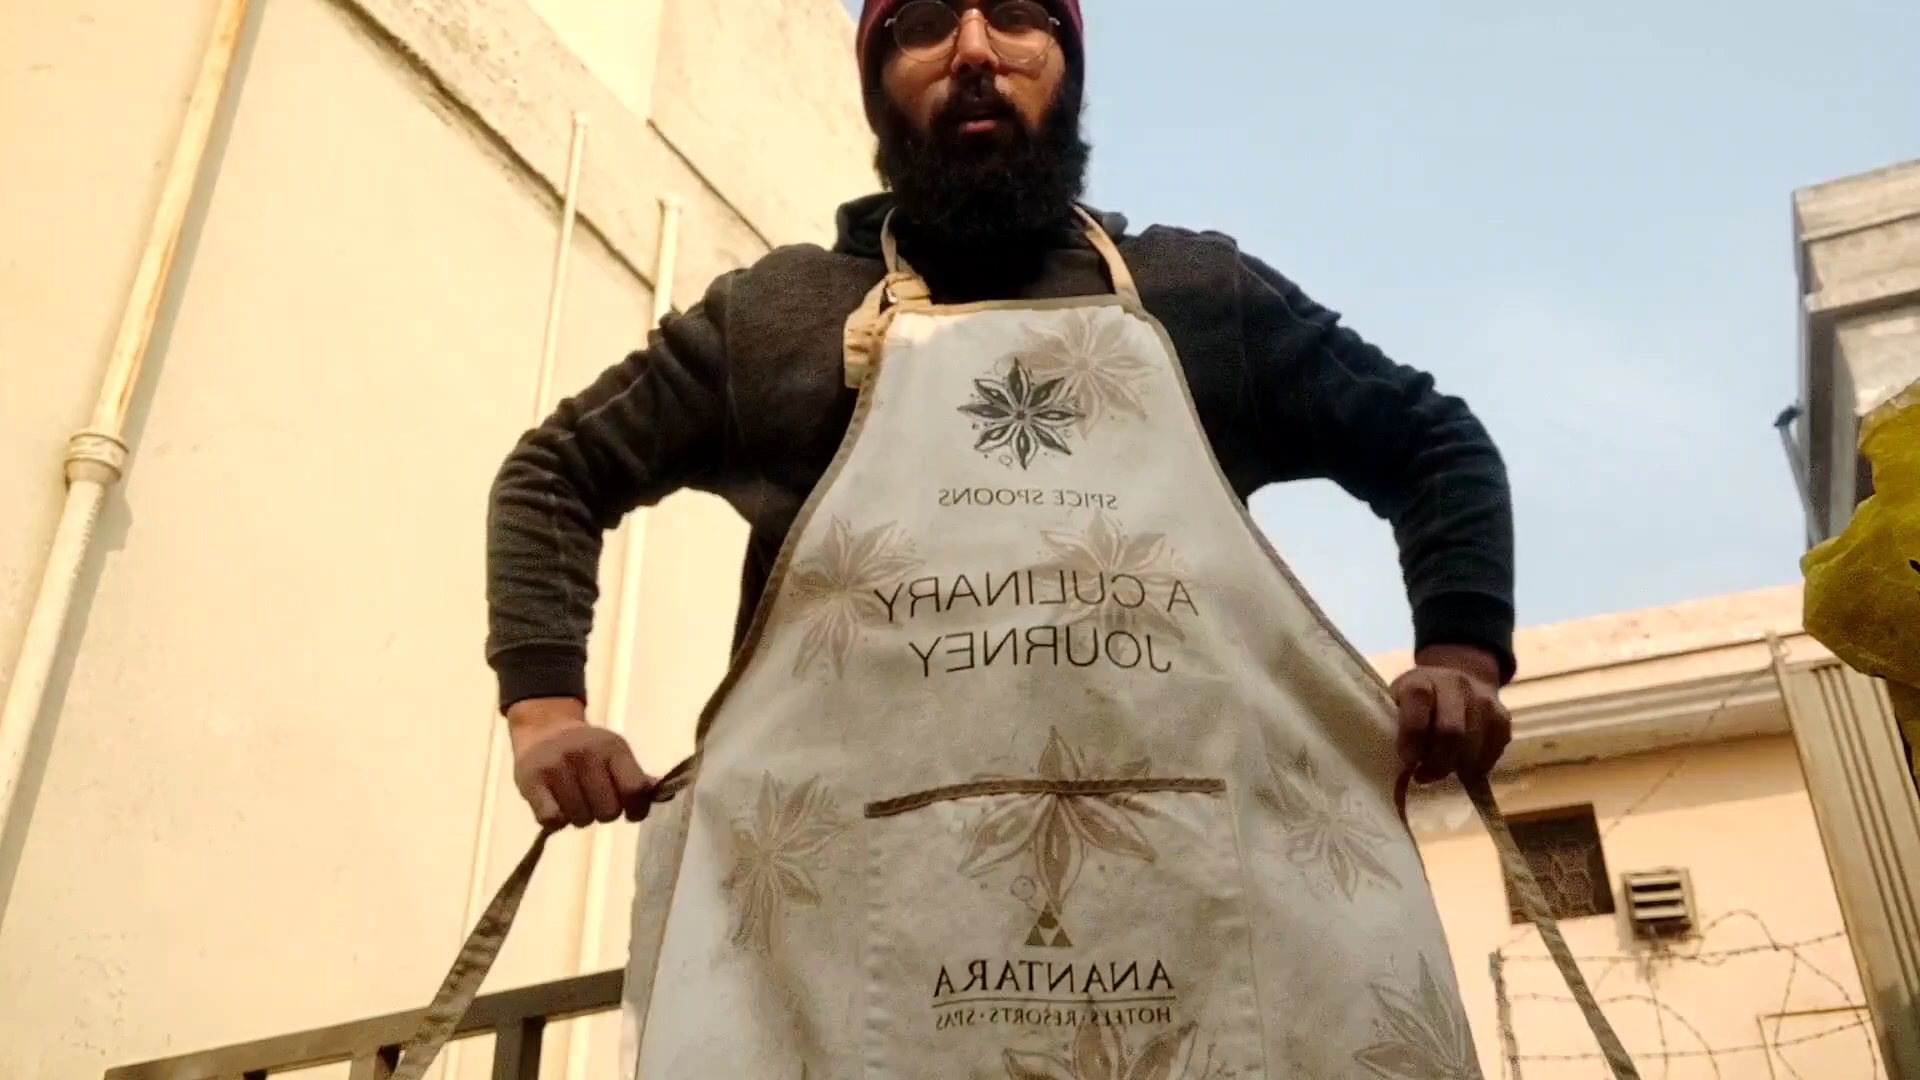 SPICE SPOONS
A CULINARY
JOURNEY
ANANTARA
HOTELS·RESORTS·SPAS